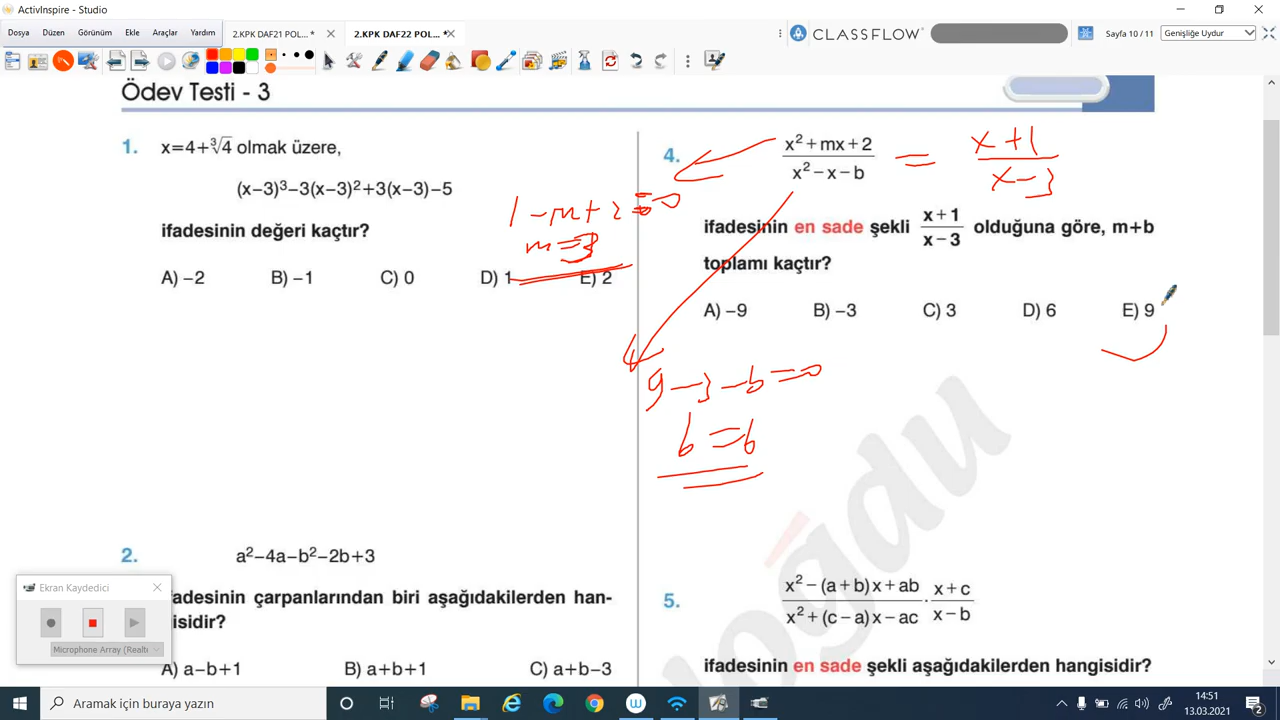 ActivInspire - Studio
Dosya Düzen Görünüm Ekle Araçlar Yardım
2.KPK DAF21 POL... *
2.KPK DAF22 POL... *
CLASSFLOW
Sayfa 10 / 11
Genişliğe Uydur
Ödev Testi - 3
1. x=4+∛4 olmak üzere,
(x−3)³−3(x−3)²+3(x−3)−5
ifadesinin değeri kaçtır?
A) −2 B) −1 C) 0 D) 1 E) 2
1-m+2=0
m=3
2. a²−4a−b²−2b+3
ifadesinin çarpanlarından biri aşağıdakilerden han-
isidir?
A) a−b+1 B) a+b+1 C) a+b−3
4. x²+mx+2 / x²−x−b = x+1 / x-3
ifadesinin en sade şekli x+1 / x−3 olduğuna göre, m+b
toplamı kaçtır?
A) −9 B) −3 C) 3 D) 6 E) 9
9-3-b=0
b=6
5. x²−(a+b)x+ab / x²+(c−a)x−ac · x+c / x−b
ifadesinin en sade şekli aşağıdakilerden hangisidir?
Ekran Kaydedici
Microphone Array (Realte
Aramak için buraya yazın
14:51
13.03.2021
2